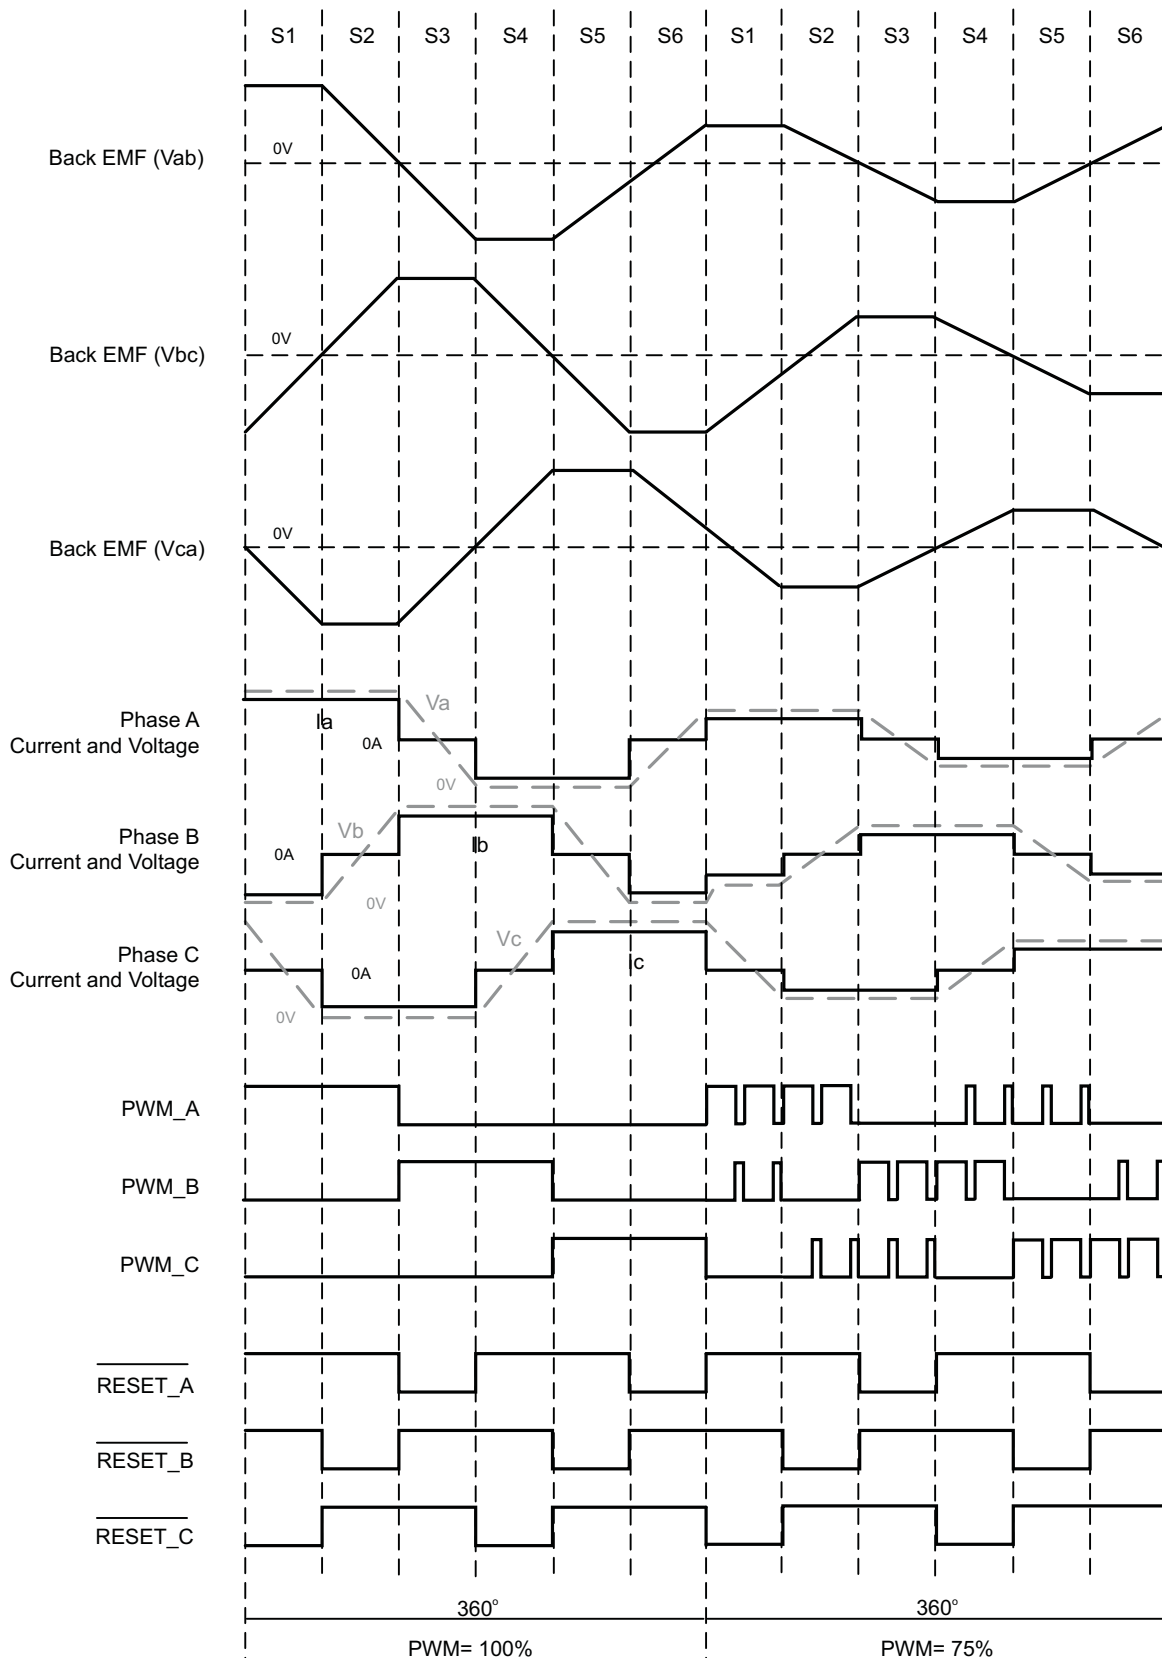 S1 S2 S3 S4 S5 S6 S1 S2 S3 S4 S5 S6
Back EMF (Vab)
0V
Back EMF (Vbc)
0V
Back EMF (Vca)
0V
Phase A
Current and Voltage
Ia
Va
0A
0V
Phase B
Current and Voltage
Vb
Ib
0A
0V
Phase C
Current and Voltage
Vc
Ic
0A
0V
PWM_A
PWM_B
PWM_C
RESET_A
RESET_B
RESET_C
360° 360°
PWM= 100% PWM= 75%